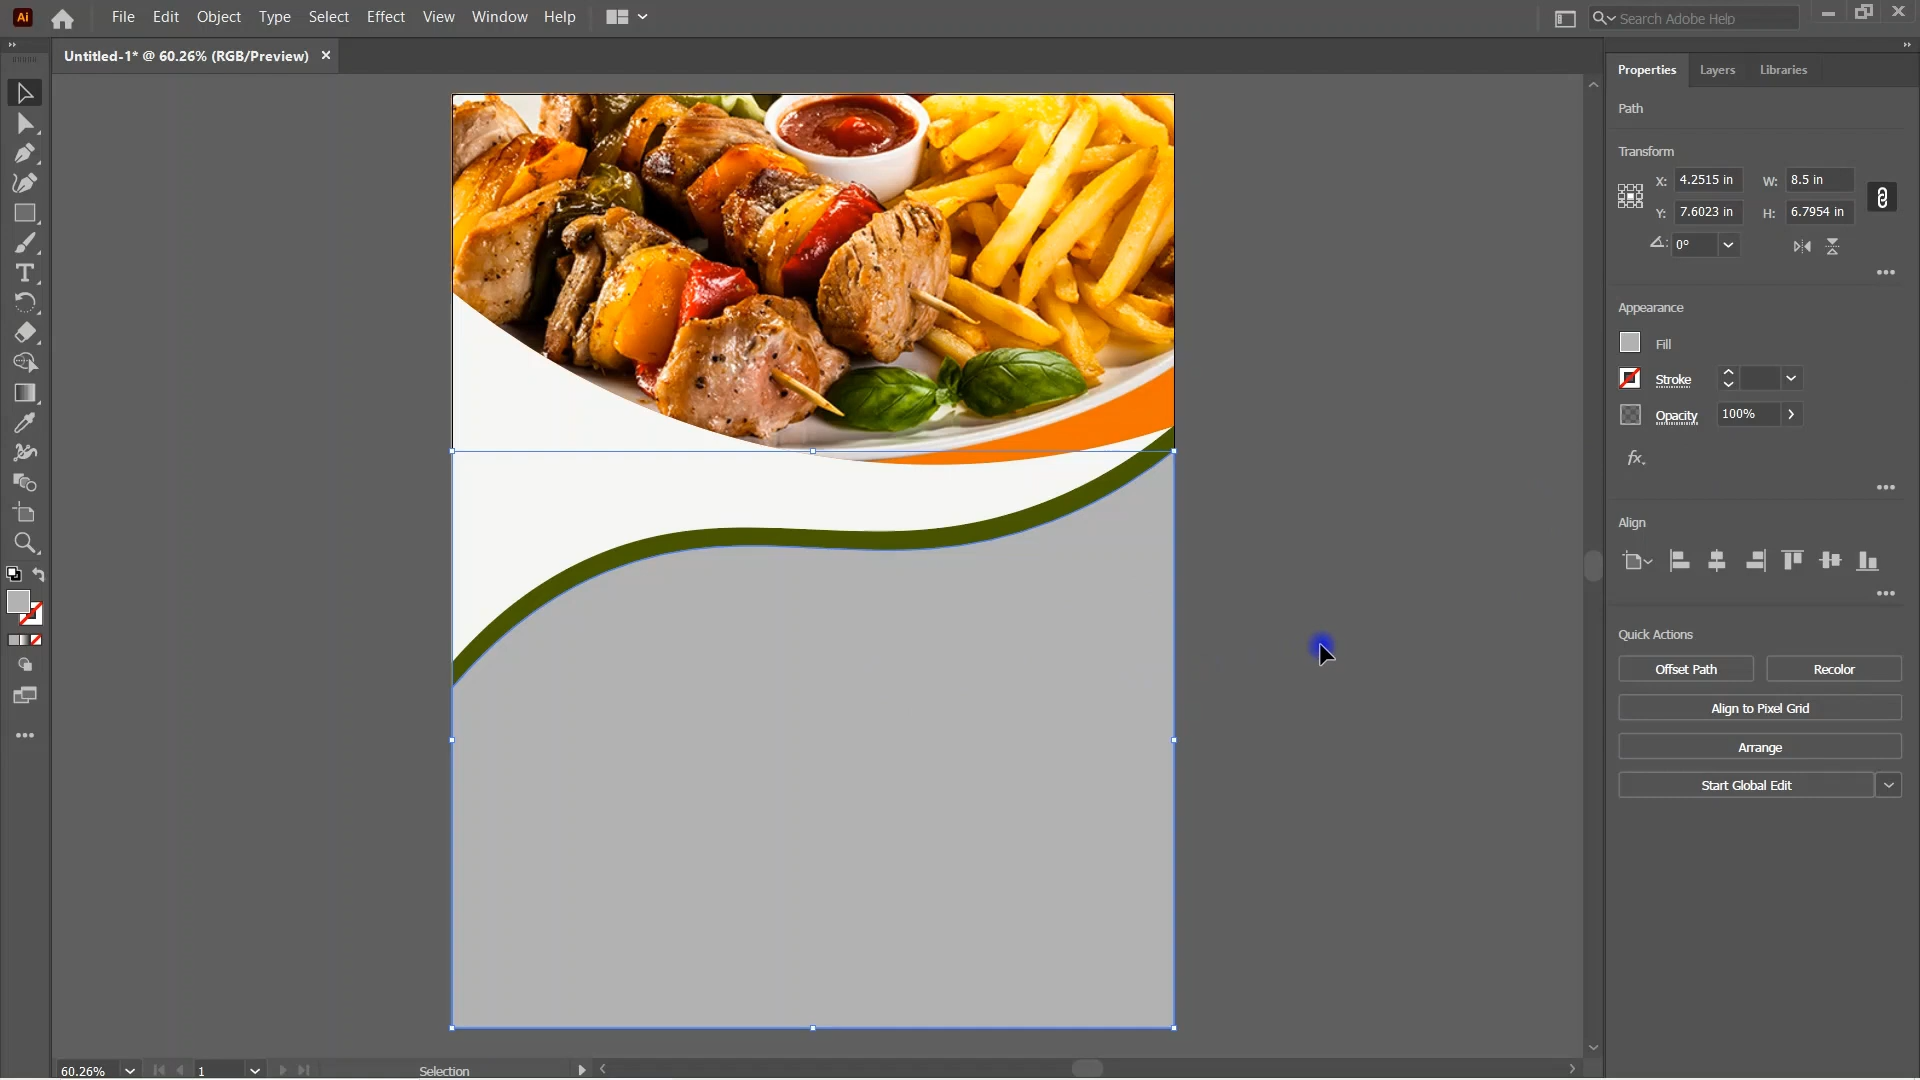 Ai File Edit Object Type Select Effect View Window Help Search Adobe Help
Untitled-1* @ 60.26% (RGB/Preview)
Properties Layers Libraries
Path
Transform
X: 4.2515 in W: 8.5 in
Y: 7.6023 in H: 6.7954 in
0°
Appearance
Fill
Stroke
Opacity 100%
fx.
Align
Quick Actions
Offset Path Recolor
Align to Pixel Grid
Arrange
Start Global Edit
60.26% 1 Selection